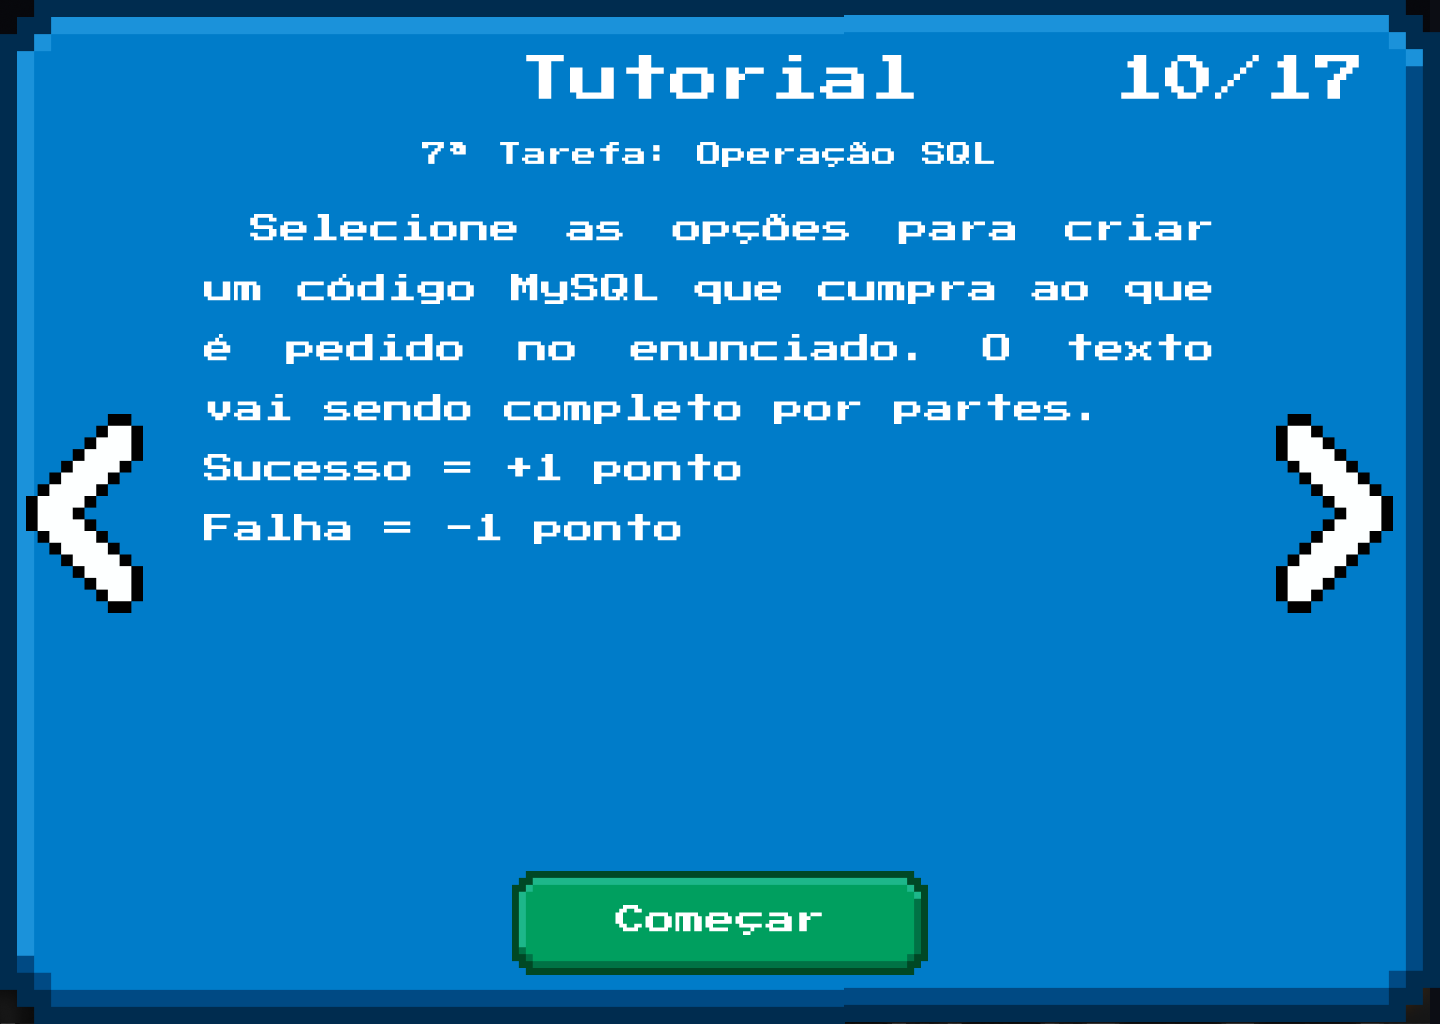 Tutorial 10/17
7ª Tarefa: Operação SQL
Selecione as opções para criar
um código MySQL que cumpra ao que
é pedido no enunciado. O texto
vai sendo completo por partes.
Sucesso = +1 ponto
Falha = -1 ponto
Começar